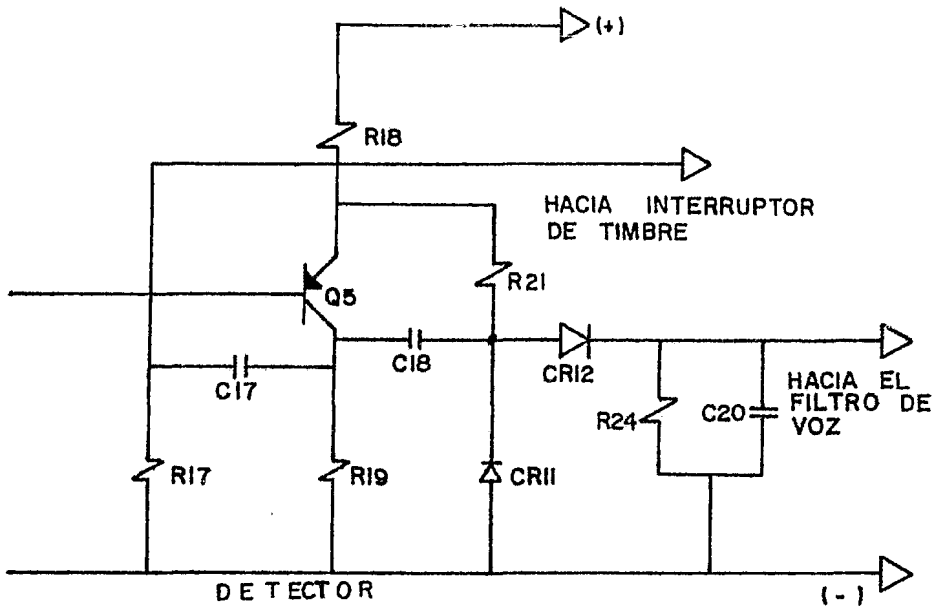 (+)
R18
HACIA INTERRUPTOR
DE TIMBRE
R21
Q5
C18
CR12
C17
HACIA EL
FILTRO DE
VOZ
R24
C20
R17
R19
CR11
DETECTOR
(-)